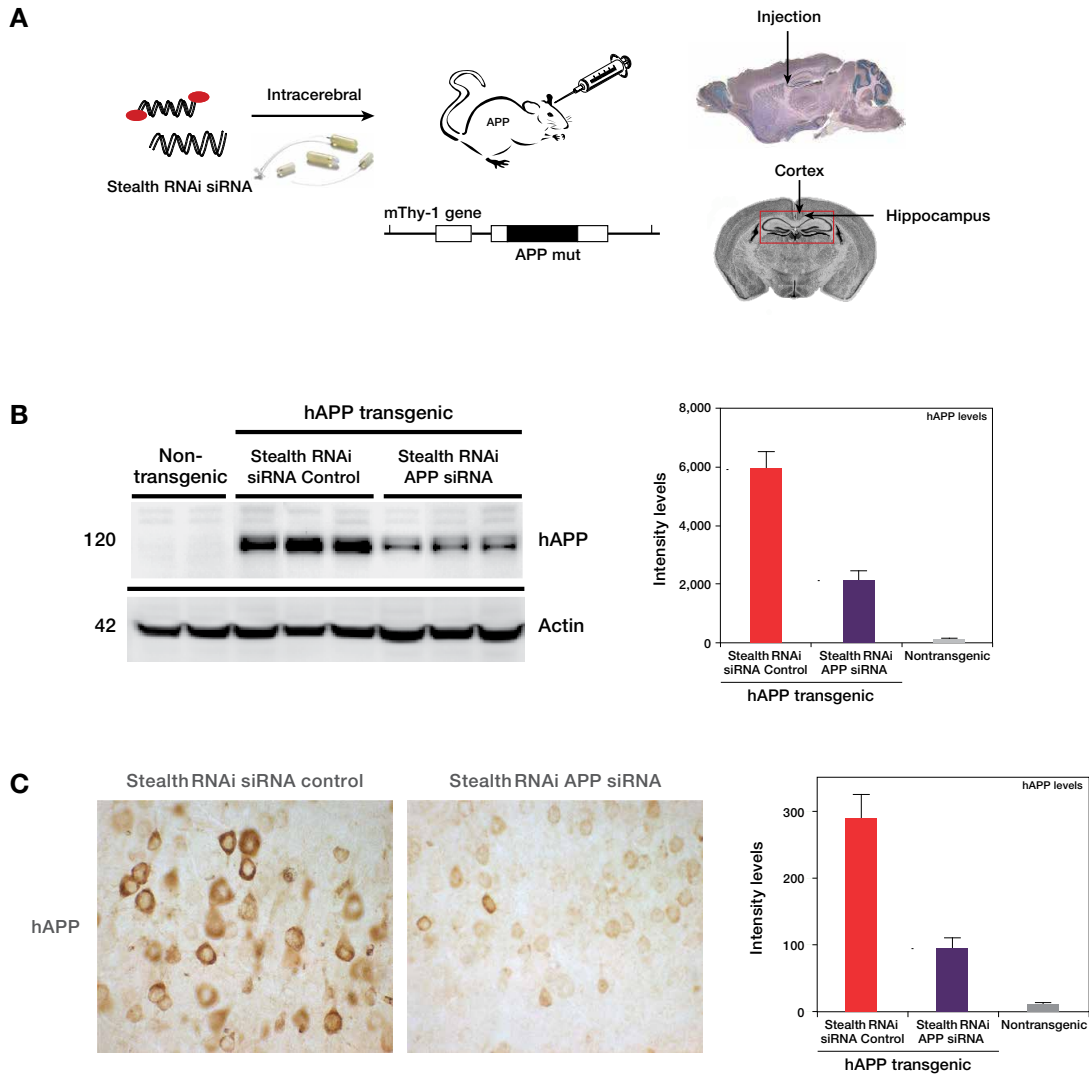 A
Injection
Intracerebral
APP
Stealth RNAi siRNA
Cortex
Hippocampus
mThy-1 gene
APP mut
B
hAPP transgenic
Non-
transgenic
Stealth RNAi
siRNA Control
Stealth RNAi
APP siRNA
120
hAPP
42
Actin
hAPP levels
Intensity levels
8,000
6,000
4,000
2,000
0
Stealth RNAi
siRNA Control
Stealth RNAi
APP siRNA
Nontransgenic
hAPP transgenic
C
Stealth RNAi siRNA control
Stealth RNAi APP siRNA
hAPP
hAPP levels
Intensity levels
300
200
100
0
Stealth RNAi
siRNA Control
Stealth RNAi
APP siRNA
Nontransgenic
hAPP transgenic